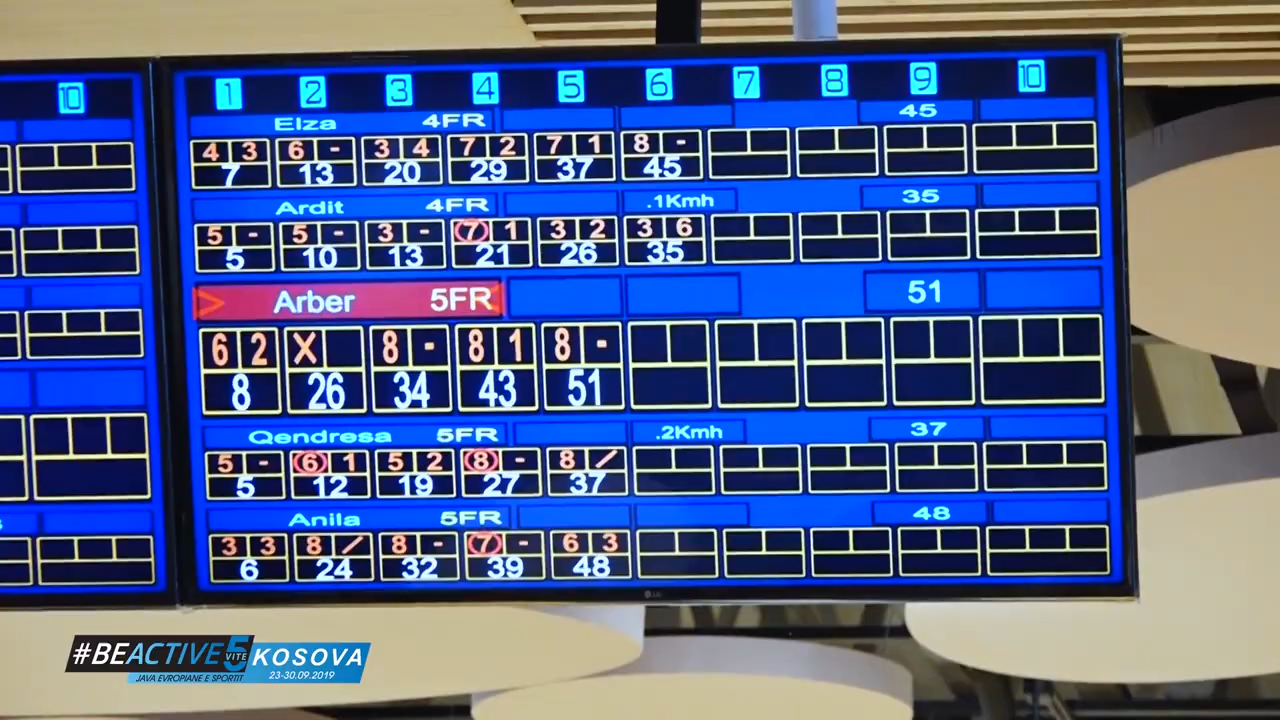 10 1 2 3 4 5 6 7 8 9 10
Elza 4FR 45
4 3 6 - 3 4 7 2 7 1 8 -
7 13 20 29 37 45
Ardit 4FR .1Kmh 35
5 - 5 - 3 - 7 1 3 2 3 6
5 10 13 21 26 35
> Arber 5FR 51
6 2 X 8 - 8 1 8 -
8 26 34 43 51
Qendresa 5FR .2Kmh 37
5 - 6 1 5 2 8 - 8 /
5 12 19 27 37
Anila 5FR 48
3 3 8 / 8 - 7 - 6 3
6 24 32 39 48
LG
#BEACTIVE 5 VITE KOSOVA
JAVA EVROPIANE E SPORTIT 23-30.09.2019